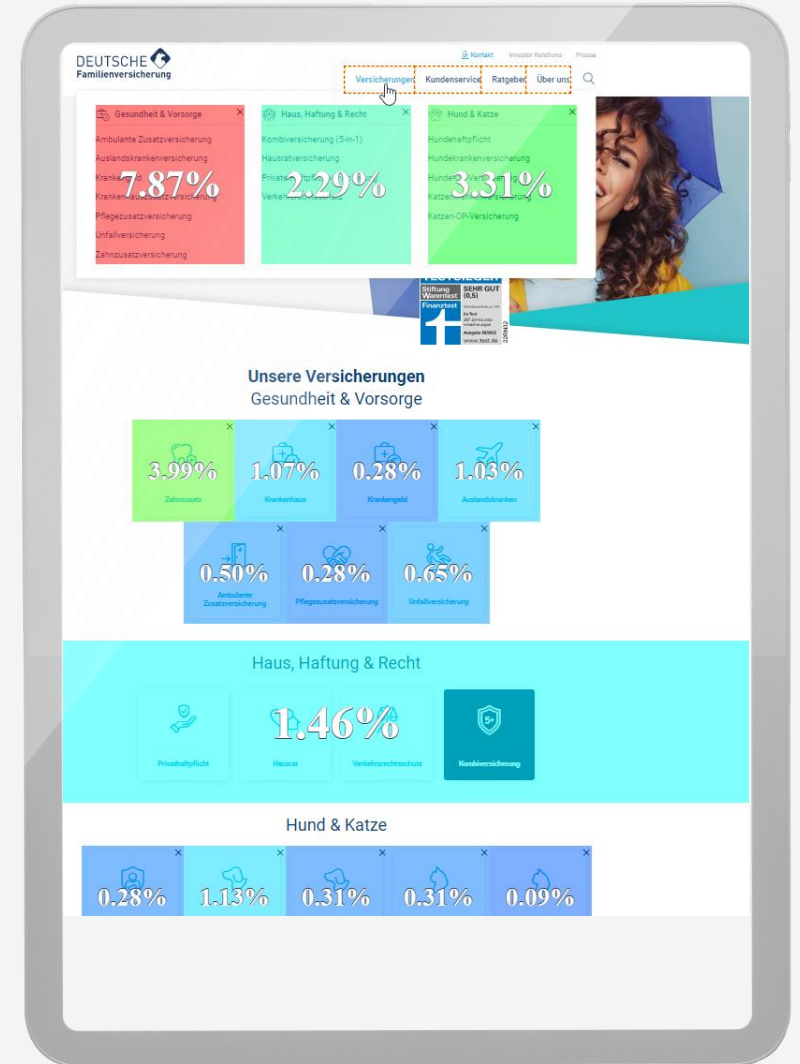 DEUTSCHE
Familienversicherung
Kontakt Investor Relations Presse
Versicherungen Kundenservice Ratgeber Über uns
Gesundheit & Vorsorge
Ambulante Zusatzversicherung
Auslandskrankenversicherung
7.87%
Pflegezusatzversicherung
Unfallversicherung
Zahnzusatzversicherung
Haus, Haftung & Recht
Kombiversicherung (5-in-1)
Hausratversicherung
2.29%
Hund & Katze
Hundehaftpflicht
Hundekrankenversicherung
3.31%
Katzen-OP-Versicherung
Stiftung Warentest
SEHR GUT
(0,5)
Finanztest
Im Test
www.test.de
Unsere Versicherungen
Gesundheit & Vorsorge
3.99% 1.07% 0.28% 1.03%
Zahnzusatz Krankenhaus Krankengeld Auslandskranken
0.50% 0.28% 0.65%
Ambulante
Zusatzversicherung Pflegezusatzversicherung Unfallversicherung
Haus, Haftung & Recht
1.46%
5+
Privathaftpflicht Hausrat Verkehrsrechtsschutz Kombiversicherung
Hund & Katze
0.28% 1.13% 0.31% 0.31% 0.09%